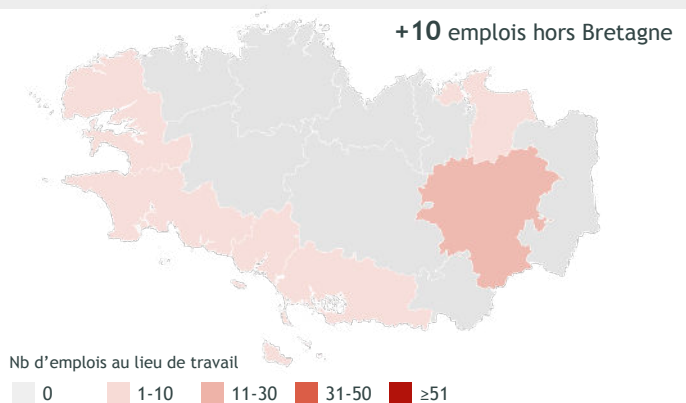 +10 emplois hors Bretagne
Nb d’emplois au lieu de travail
0 1-10 11-30 31-50 ≥51